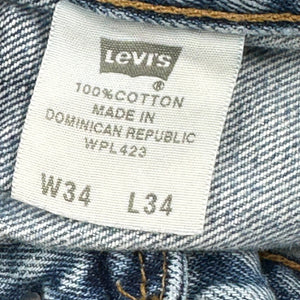 LEVI'S ®
100% COTTON
MADE IN
DOMINICAN REPUBLIC
WPL423
W34 L34